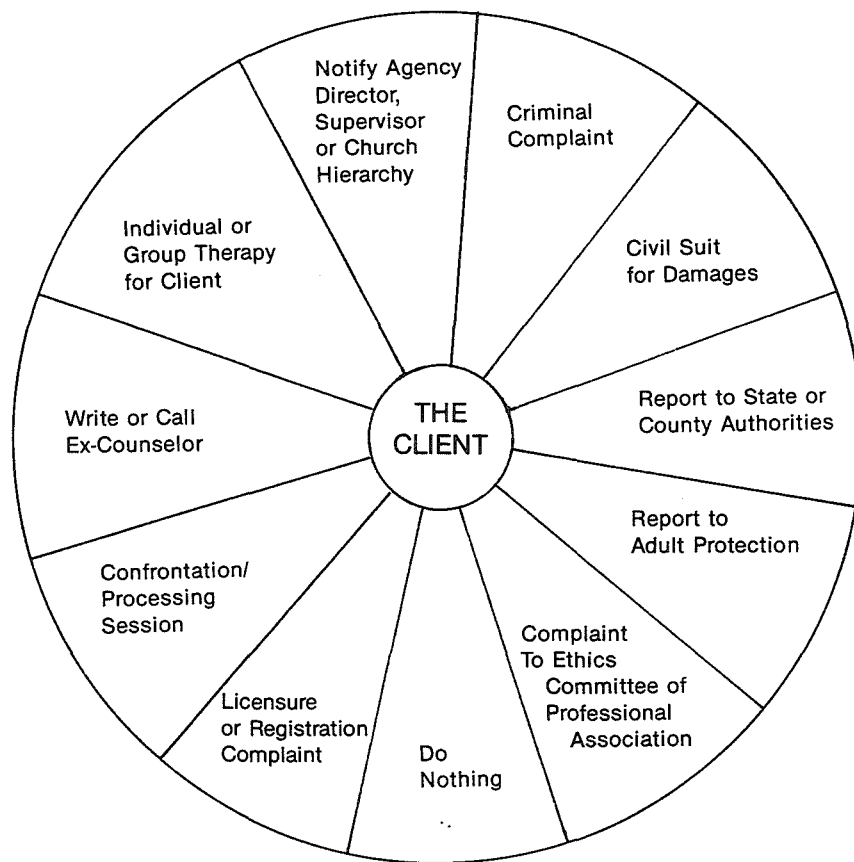 Notify Agency
Director,
Supervisor
or Church
Hierarchy
Criminal
Complaint
Civil Suit
for Damages
Report to State or
County Authorities
Report to
Adult Protection
Complaint
To Ethics
Committee of
Professional
Association
Do
Nothing
Licensure
or Registration
Complaint
Confrontation/
Processing
Session
Write or Call
Ex-Counselor
Individual or
Group Therapy
for Client
THE
CLIENT